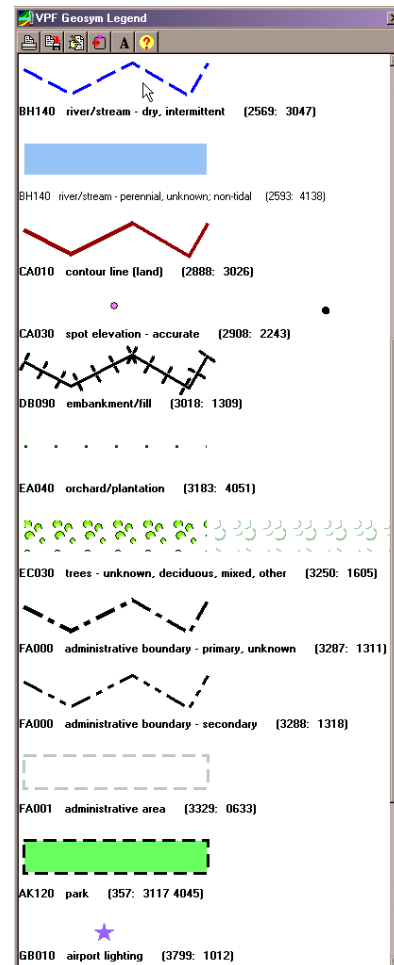 VPF Geosym Legend
A ?
BH140 river/stream - dry, intermittent (2569: 3047)
BH140 river/stream - perennial, unknown; non-tidal (2593: 4138)
CA010 contour line (land) (2888: 3026)
CA030 spot elevation - accurate (2908: 2243)
DB090 embankment/fill (3018: 1309)
EA040 orchard/plantation (3183: 4051)
EC030 trees - unknown, deciduous, mixed, other (3250: 1605)
FA000 administrative boundary - primary, unknown (3287: 1311)
FA000 administrative boundary - secondary (3288: 1318)
FA001 administrative area (3329: 0633)
AK120 park (357: 3117 4045)
GB010 airport lighting (3799: 1012)